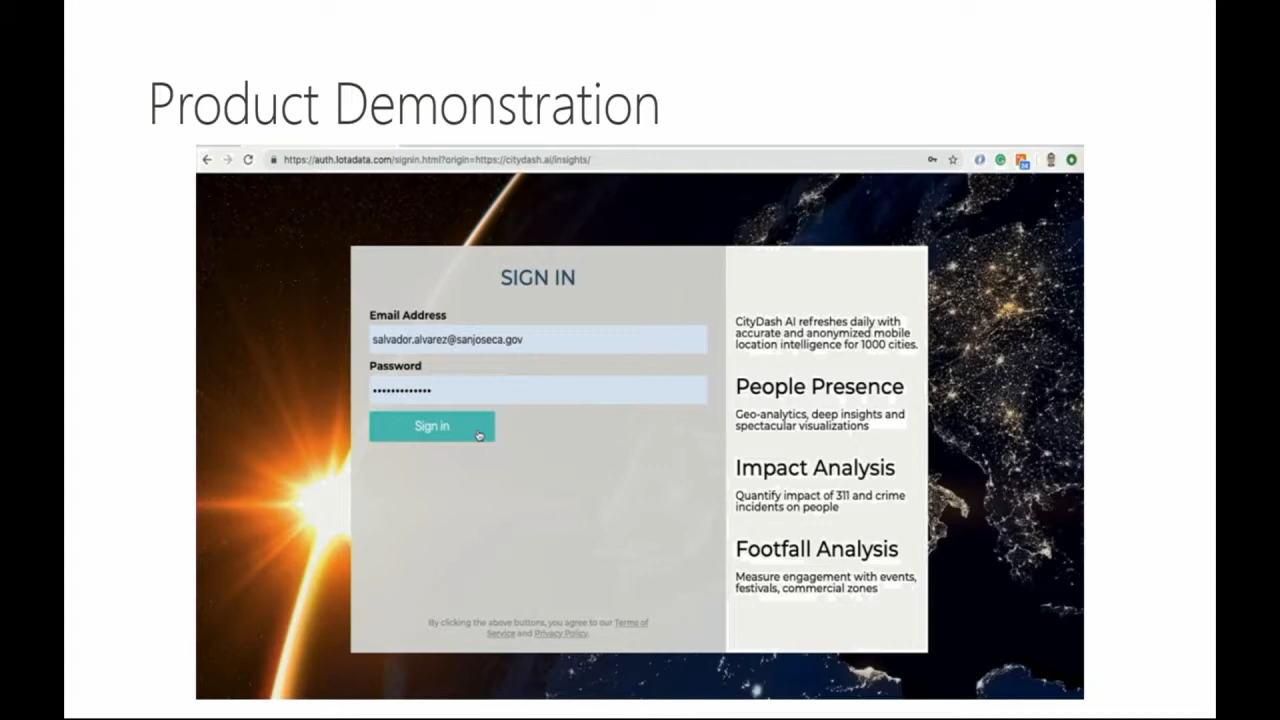 Product Demonstration
https://auth.lotadata.com/signin.html?origin=https://citydash.ai/insights/
SIGN IN
Email Address
salvador.alvarez@sanjoseca.gov
Password
•••••••••••••
Sign in
By clicking the above buttons, you agree to our Terms of
Service and Privacy Policy.
CityDash AI refreshes daily with
accurate and anonymized mobile
location intelligence for 1000 cities.
People Presence
Geo-analytics, deep insights and
spectacular visualizations
Impact Analysis
Quantify impact of 311 and crime
incidents on people
Footfall Analysis
Measure engagement with events,
festivals, commercial zones